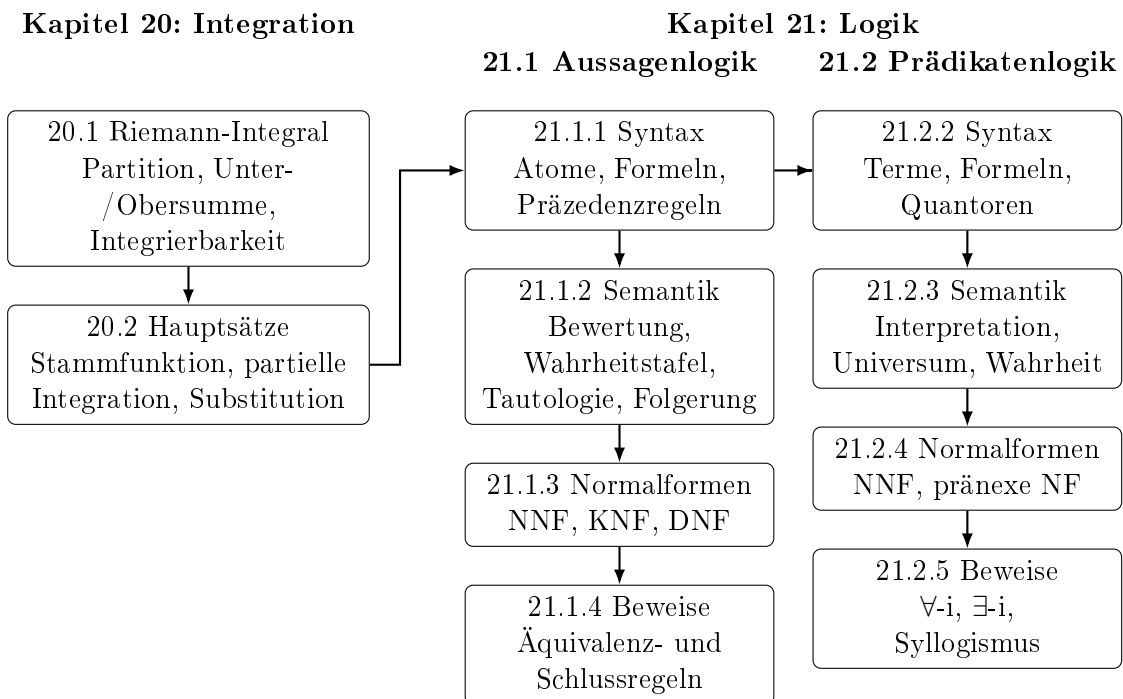 Kapitel 20: Integration
20.1 Riemann-Integral
Partition, Unter-
/Obersumme,
Integrierbarkeit
20.2 Hauptsätze
Stammfunktion, partielle
Integration, Substitution
Kapitel 21: Logik
21.1 Aussagenlogik
21.1.1 Syntax
Atome, Formeln,
Präzedenzregeln
21.1.2 Semantik
Bewertung,
Wahrheitstafel,
Tautologie, Folgerung
21.1.3 Normalformen
NNF, KNF, DNF
21.1.4 Beweise
Äquivalenz- und
Schlussregeln
21.2 Prädikatenlogik
21.2.2 Syntax
Terme, Formeln,
Quantoren
21.2.3 Semantik
Interpretation,
Universum, Wahrheit
21.2.4 Normalformen
NNF, pränexe NF
21.2.5 Beweise
∀-i, ∃-i,
Syllogismus